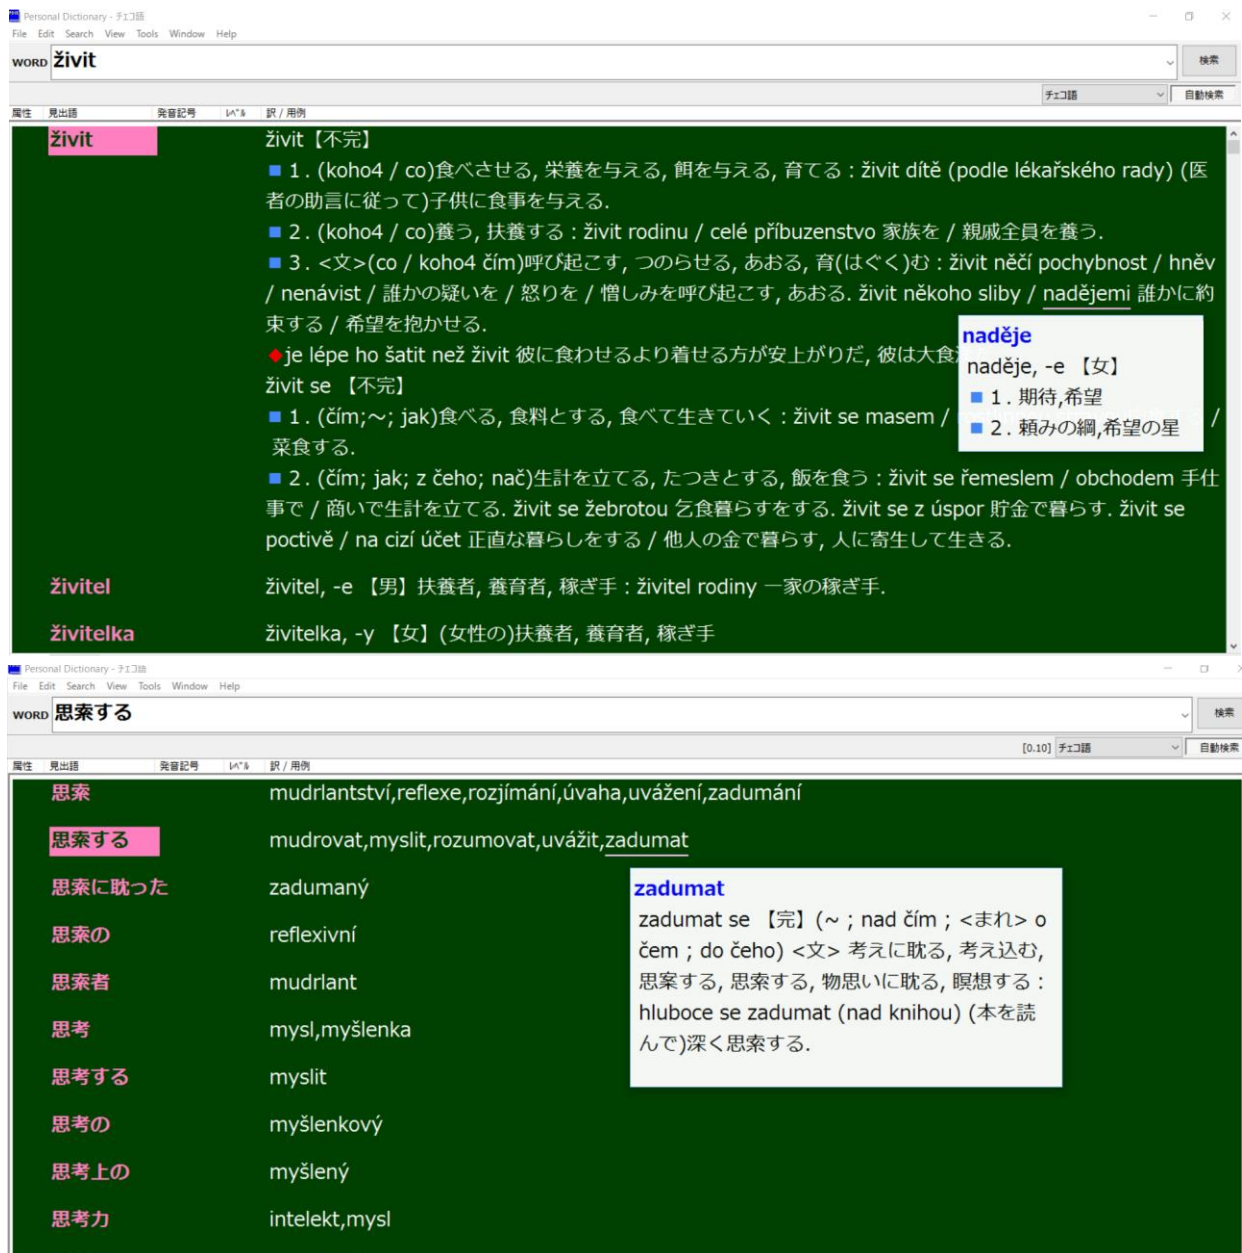 Personal Dictionary - チェコ語
File Edit Search View Tools Window Help
WORD živit 検索
チェコ語 自動検索
属性 見出語 発音記号 ﾚﾍﾞﾙ 訳 / 用例
živit živit【不完】
■ 1. (koho4 / co)食べさせる, 栄養を与える, 餌を与える, 育てる : živit dítě (podle lékařského rady) (医
者の助言に従って)子供に食事を与える.
■ 2. (koho4 / co)養う, 扶養する : živit rodinu / celé příbuzenstvo 家族を / 親戚全員を養う.
■ 3. <文>(co / koho4 čím)呼び起こす, つのらせる, あおる, 育(はぐく)む : živit něčí pochybnost / hněv
/ nenávist / 誰かの疑いを / 怒りを / 憎しみを呼び起こす, あおる. živit někoho sliby / nadějemi 誰かに約
束する / 希望を抱かせる.
◆je lépe ho šatit než živit 彼に食わせるより着せる方が安上がりだ, 彼は大食
živit se 【不完】
■ 1. (čím;～; jak)食べる, 食料とする, 食べて生きていく : živit se masem / /
菜食する.
■ 2. (čím; jak; z čeho; nač)生計を立てる, たつきとする, 飯を食う : živit se řemeslem / obchodem 手仕
事で / 商いで生計を立てる. živit se žebrotou 乞食暮らすをする. živit se z úspor 貯金で暮らす. živit se
poctivě / na cizí účet 正直な暮らしをする / 他人の金で暮らす, 人に寄生して生きる.
naděje
naděje, -e 【女】
■ 1. 期待,希望
■ 2. 頼みの綱,希望の星
živitel živitel, -e 【男】扶養者, 養育者, 稼ぎ手 : živitel rodiny 一家の稼ぎ手.
živitelka živitelka, -y 【女】(女性の)扶養者, 養育者, 稼ぎ手
Personal Dictionary - チェコ語
File Edit Search View Tools Window Help
WORD 思索する 検索
[0.10] チェコ語 自動検索
属性 見出語 発音記号 ﾚﾍﾞﾙ 訳 / 用例
思索 mudrlantství,reflexe,rozjímání,úvaha,uvážení,zadumání
思索する mudrovat,myslit,rozumovat,uvážit,zadumat
思索に耽った zadumaný
思索の reflexivní
思索者 mudrlant
思考 mysl,myšlenka
思考する myslit
思考の myšlenkový
思考上の myšlený
思考力 intelekt,mysl
zadumat
zadumat se 【完】(~ ; nad čím ; <まれ> o
čem ; do čeho) <文> 考えに耽る, 考え込む,
思案する, 思索する, 物思いに耽る, 瞑想する :
hluboce se zadumat (nad knihou) (本を読
んで)深く思索する.